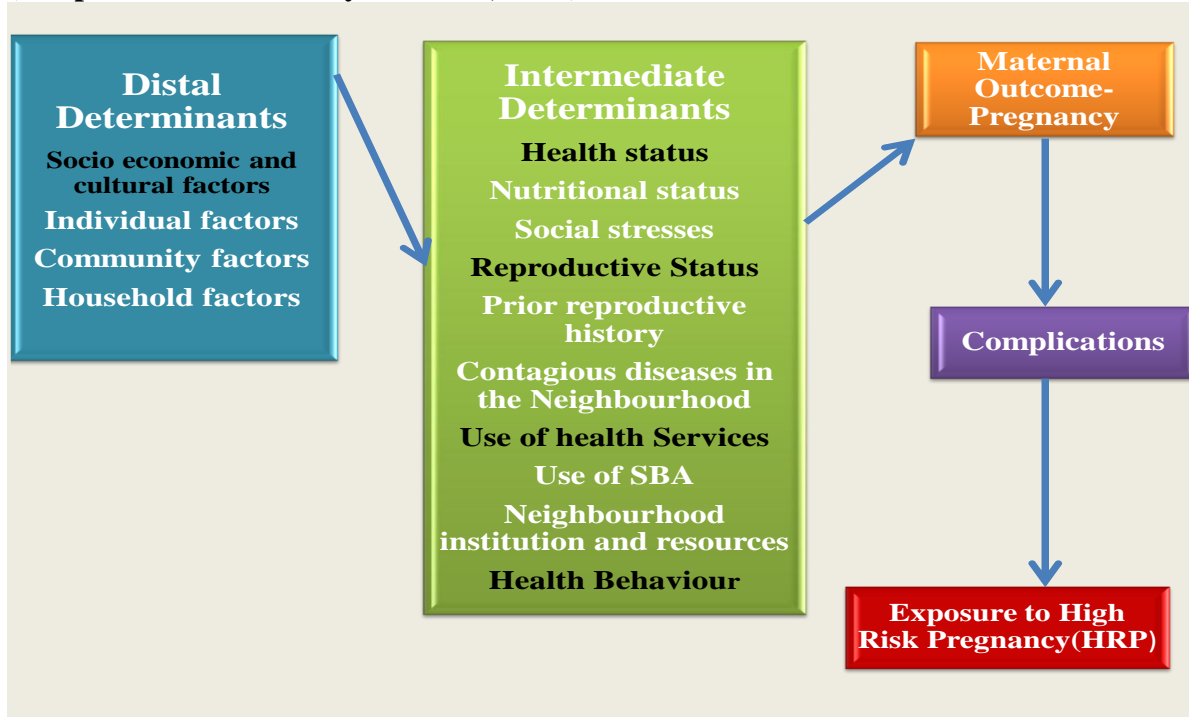 Distal
Determinants
Socio economic and
cultural factors
Individual factors
Community factors
Household factors
Intermediate
Determinants
Health status
Nutritional status
Social stresses
Reproductive Status
Prior reproductive
history
Contagious diseases in
the Neighbourhood
Use of health Services
Use of SBA
Neighbourhood
institution and resources
Health Behaviour
Maternal
Outcome-
Pregnancy
Complications
Exposure to High
Risk Pregnancy(HRP)